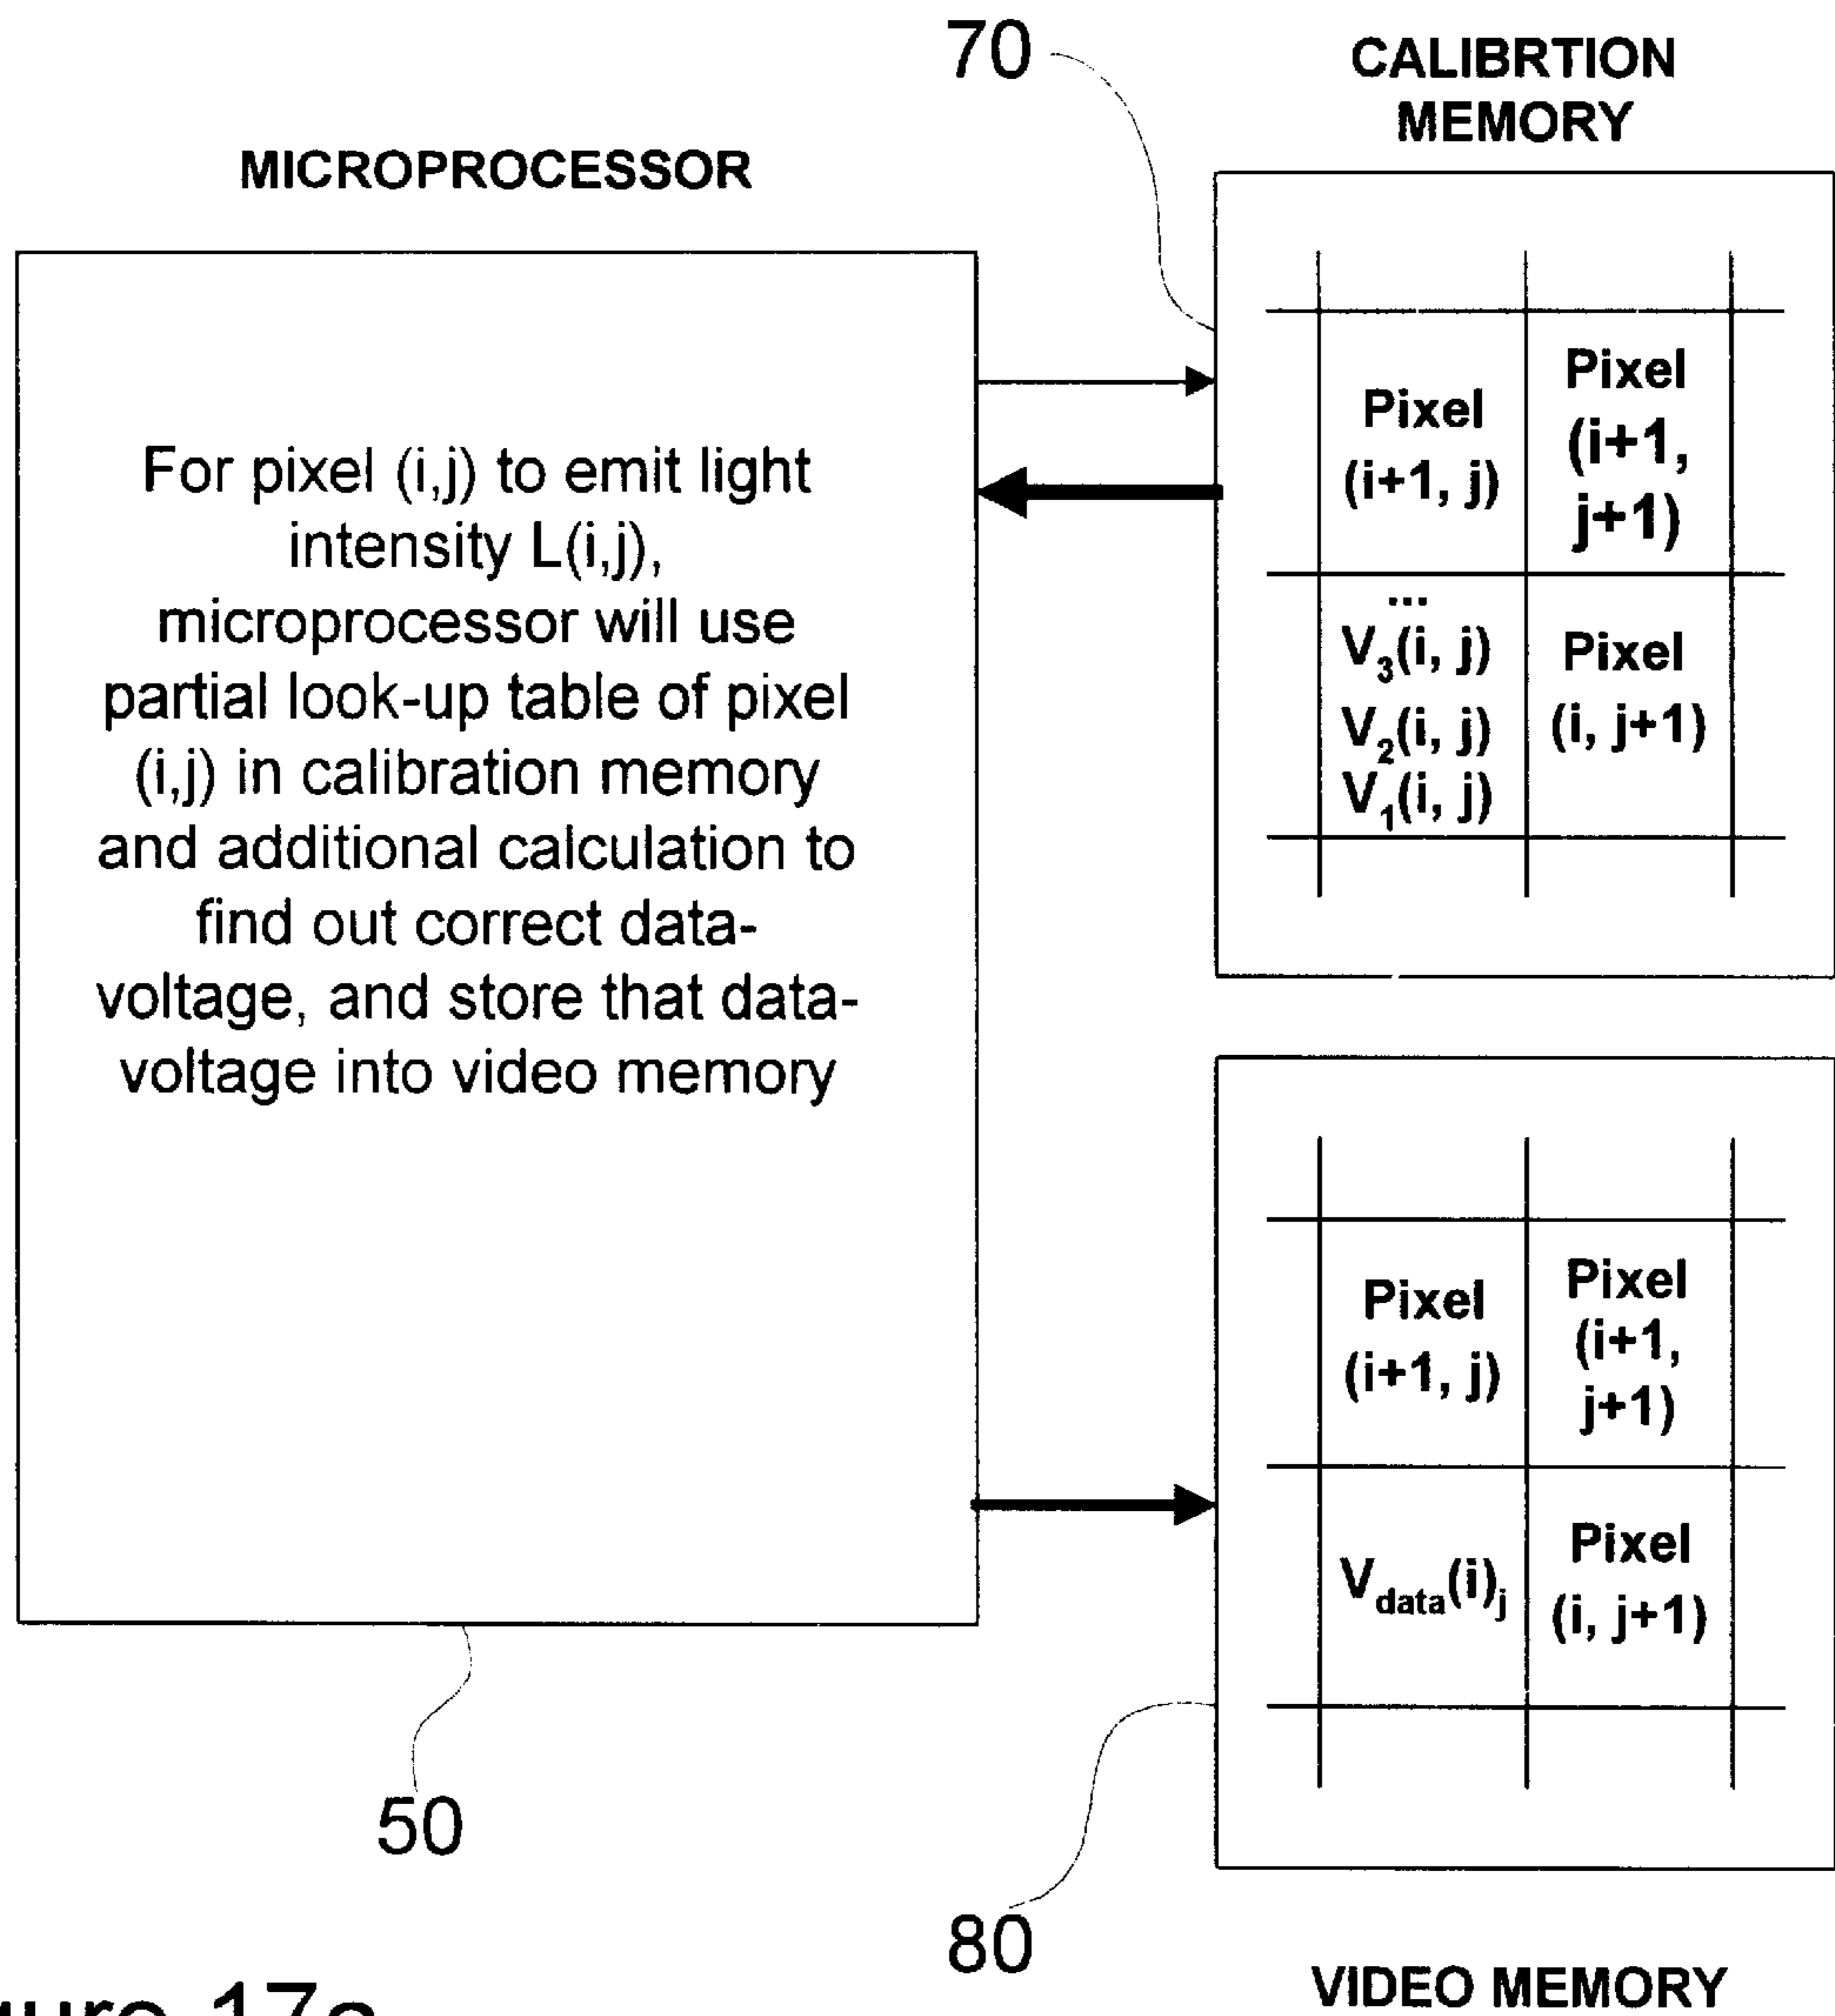 70
CALIBRTION
MEMORY
MICROPROCESSOR
For pixel (i,j) to emit light
intensity L(i,j),
microprocessor will use
partial look-up table of pixel
(i,j) in calibration memory
and additional calculation to
find out correct data-
voltage, and store that data-
voltage into video memory
Pixel
(i+1, j)
Pixel
(i+1,
j+1)
...
V3(i, j)
V2(i, j)
V1(i, j)
Pixel
(i, j+1)
Pixel
(i+1, j)
Pixel
(i+1,
j+1)
Vdata(i)j
Pixel
(i, j+1)
50
80
VIDEO MEMORY